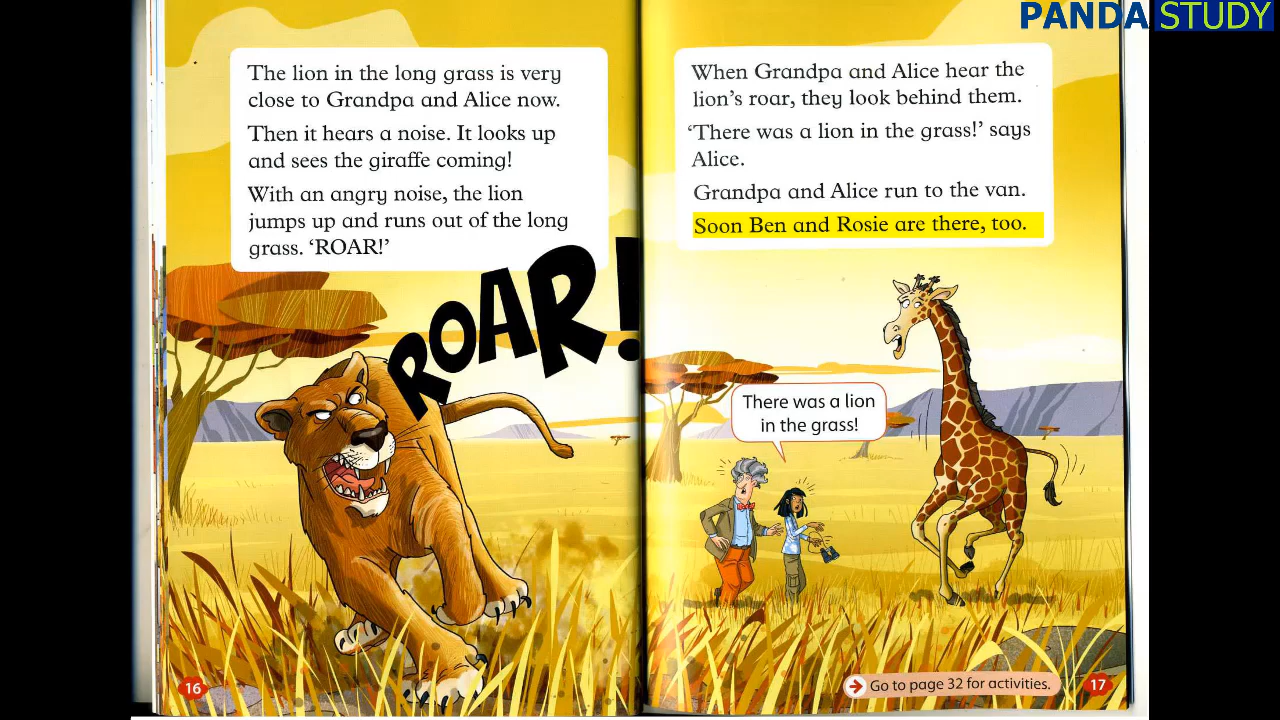 PANDA STUDY
The lion in the long grass is very
close to Grandpa and Alice now.
Then it hears a noise. It looks up
and sees the giraffe coming!
With an angry noise, the lion
jumps up and runs out of the long
grass. ‘ROAR!’
ROAR!
16
When Grandpa and Alice hear the
lion’s roar, they look behind them.
‘There was a lion in the grass!’ says
Alice.
Grandpa and Alice run to the van.
Soon Ben and Rosie are there, too.
There was a lion
in the grass!
Go to page 32 for activities.
17